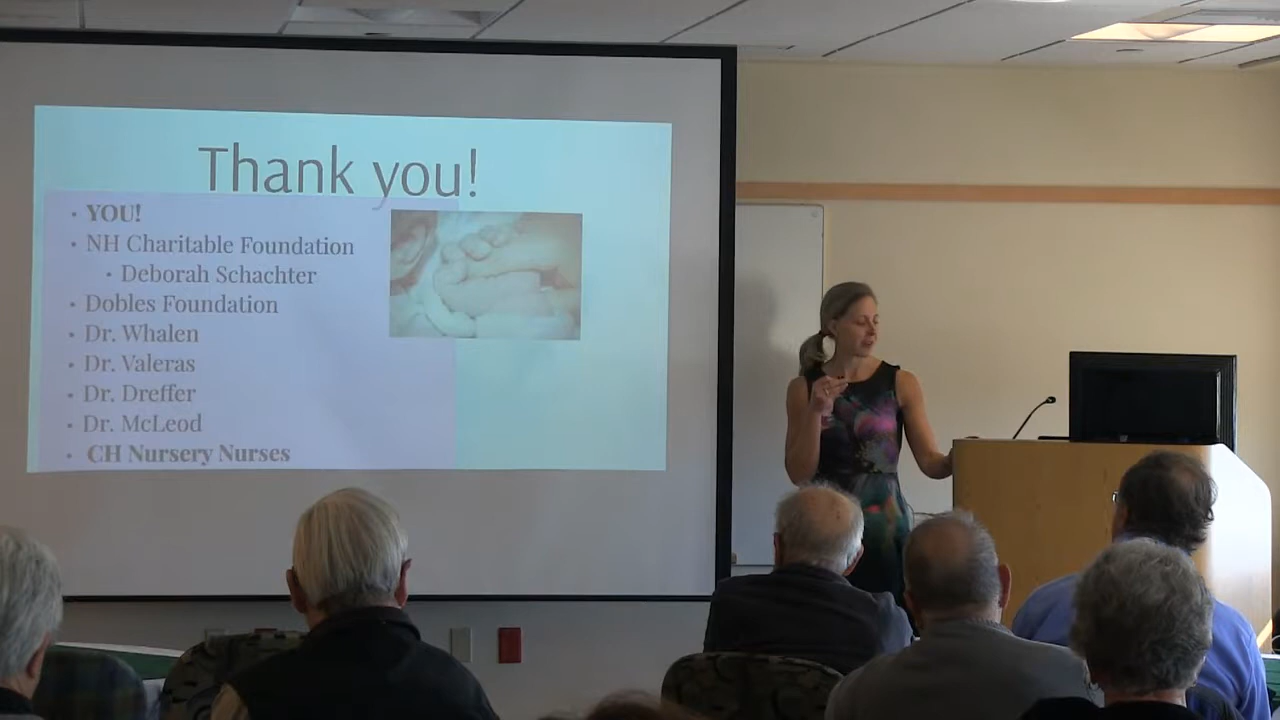 Thank you!
• YOU!
• NH Charitable Foundation
• Deborah Schachter
• Dobles Foundation
• Dr. Whalen
• Dr. Valeras
• Dr. Dreffer
• Dr. McLeod
• CH Nursery Nurses